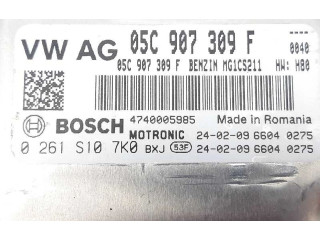 VW AG 05C 907 309 F ----
0040
05C 907 309 F BENZIN MG1CS211 HW: H80
BOSCH 4740005985 Made in Romania
MOTRONIC 24-02-09 6604 0275
0 261 S10 7K0 BXJ 53F 24-02-09 6604 0275